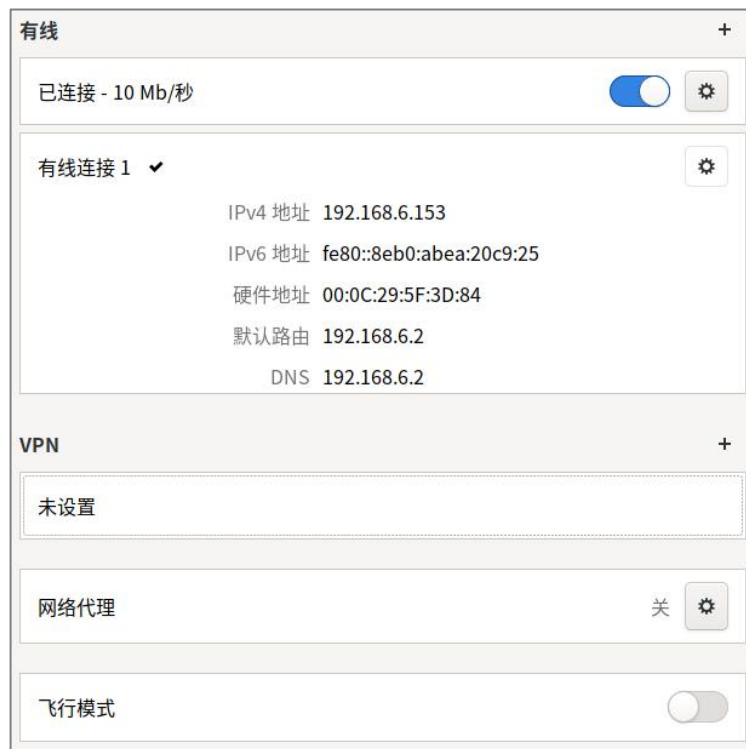 有线
已连接 - 10 Mb/秒
有线连接 1
IPv4 地址 192.168.6.153
IPv6 地址 fe80::8eb0:abea:20c9:25
硬件地址 00:0C:29:5F:3D:84
默认路由 192.168.6.2
DNS 192.168.6.2
VPN
未设置
网络代理 关
飞行模式